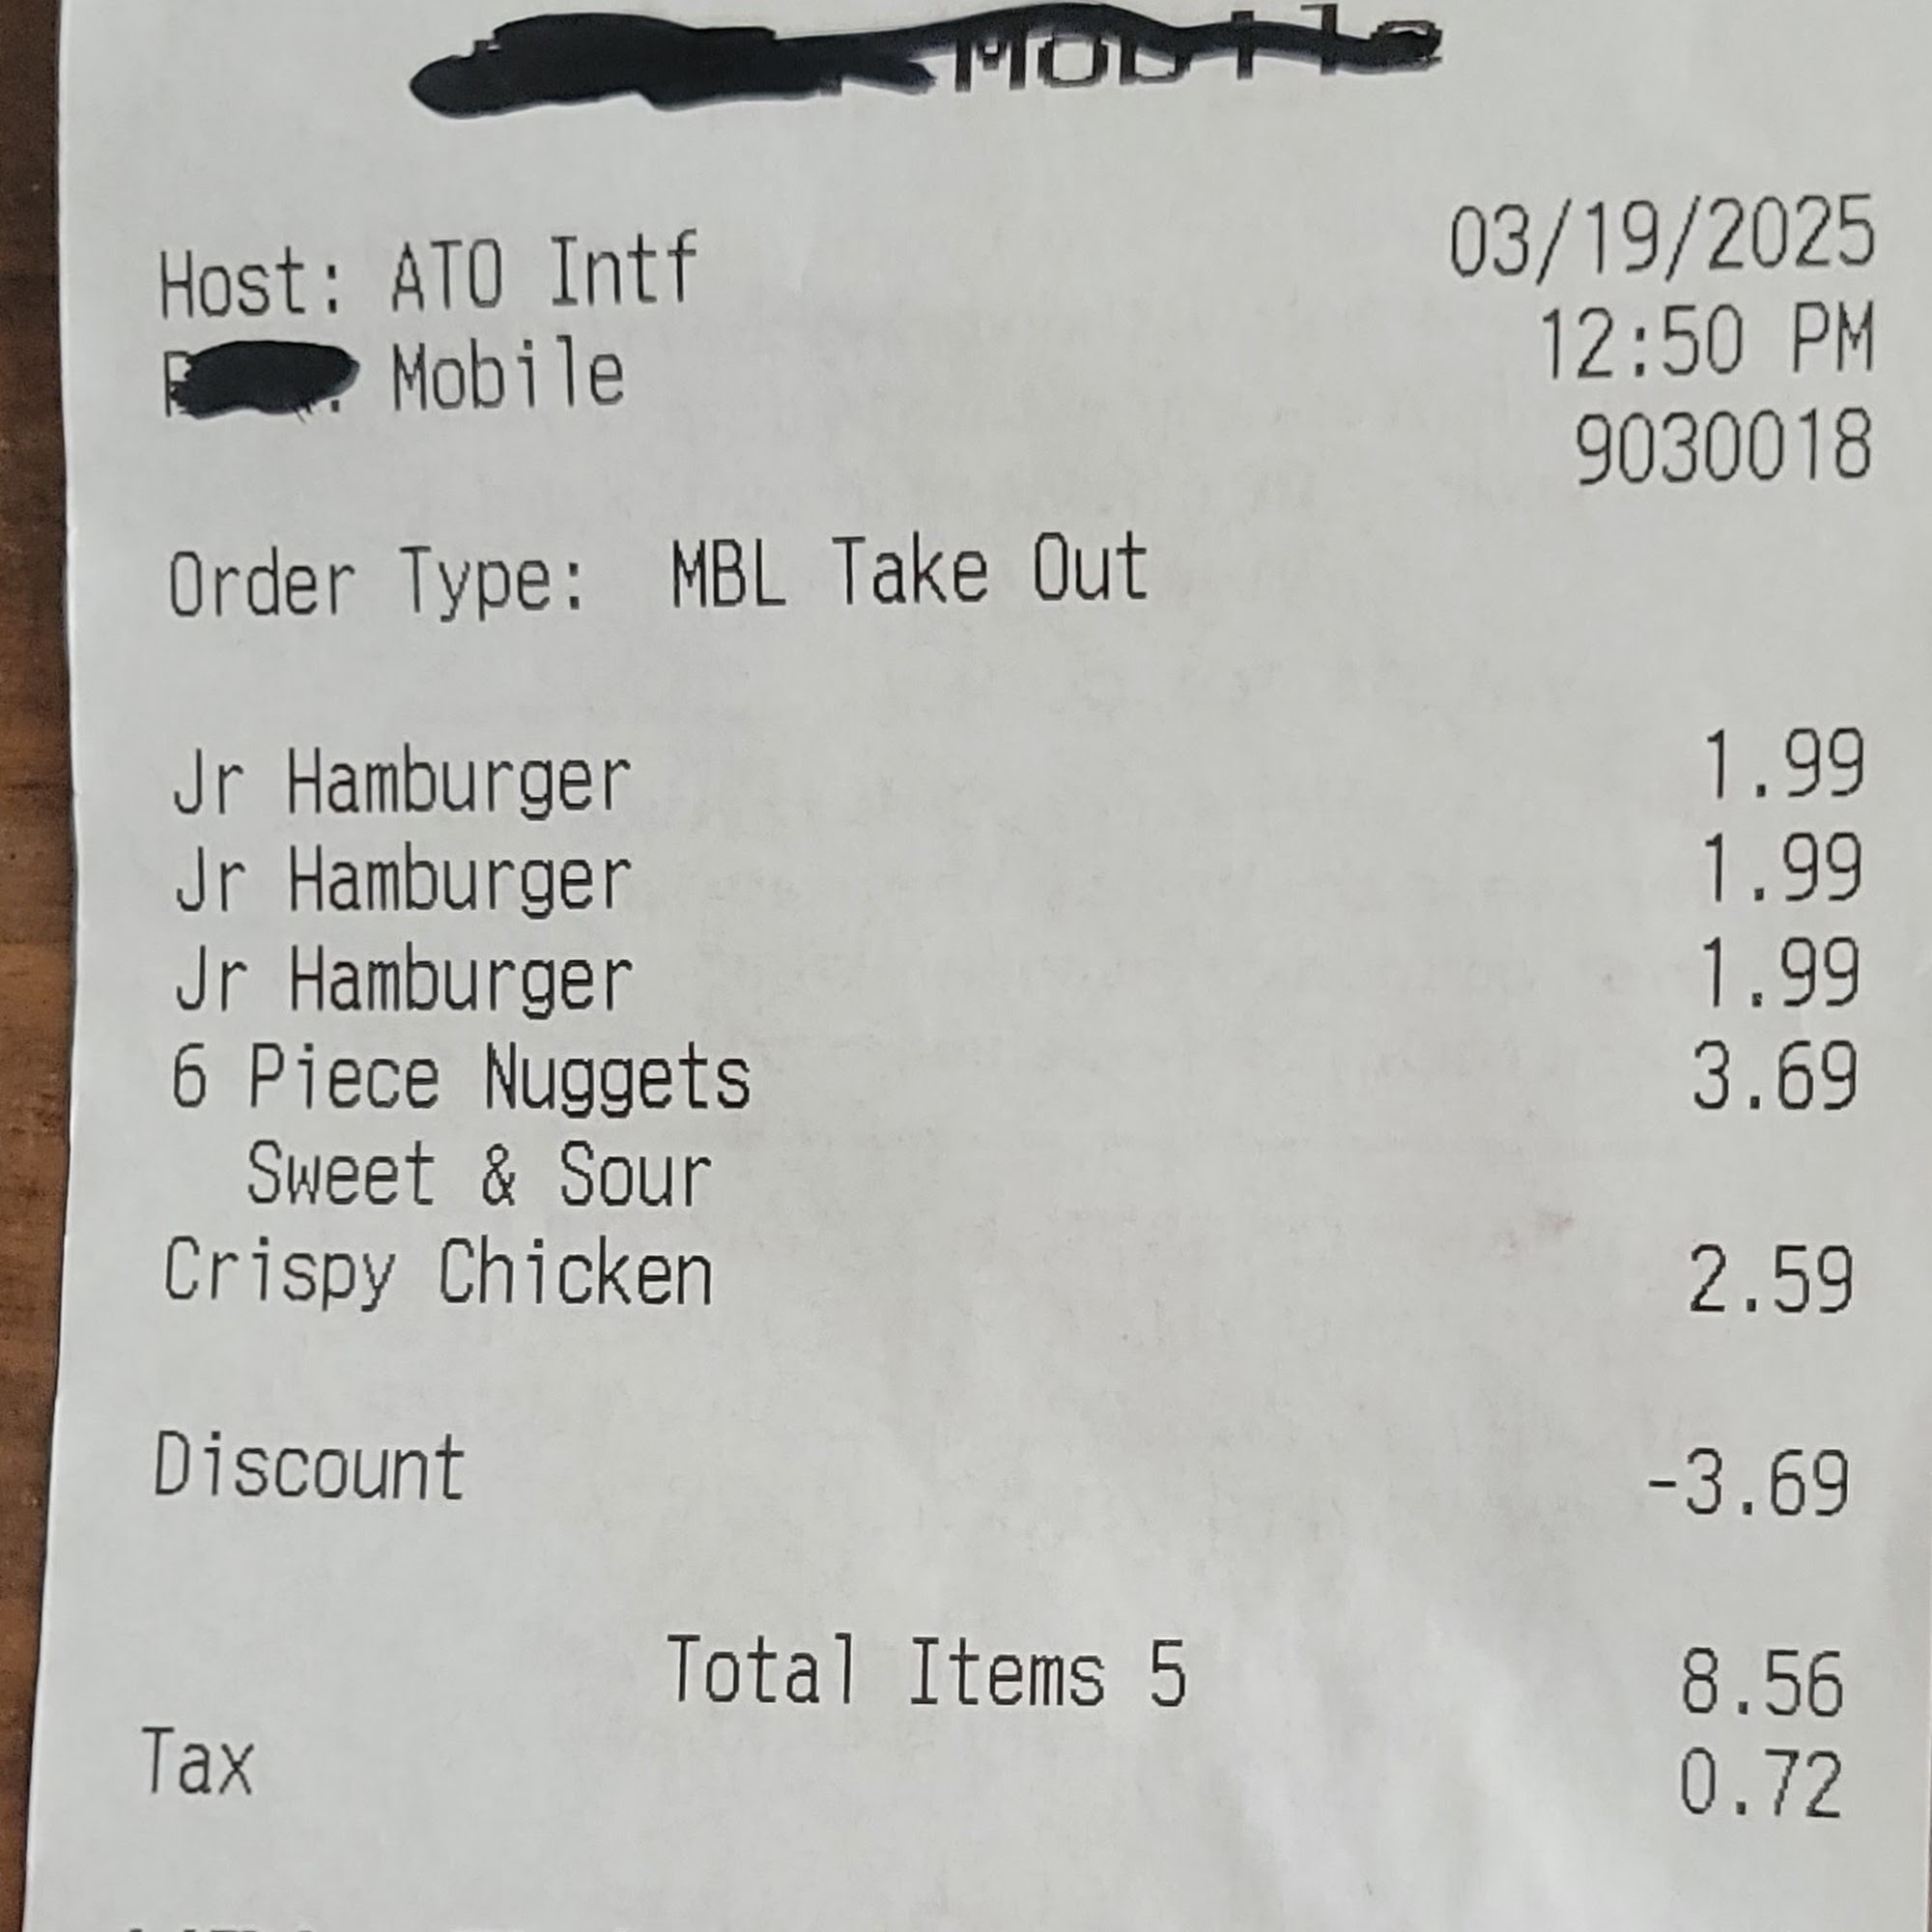 Mobile
Host: ATO Intf 03/19/2025
Mobile 12:50 PM
9030018
Order Type: MBL Take Out
Jr Hamburger 1.99
Jr Hamburger 1.99
Jr Hamburger 1.99
6 Piece Nuggets 3.69
Sweet & Sour
Crispy Chicken 2.59
Discount -3.69
Total Items 5 8.56
Tax 0.72